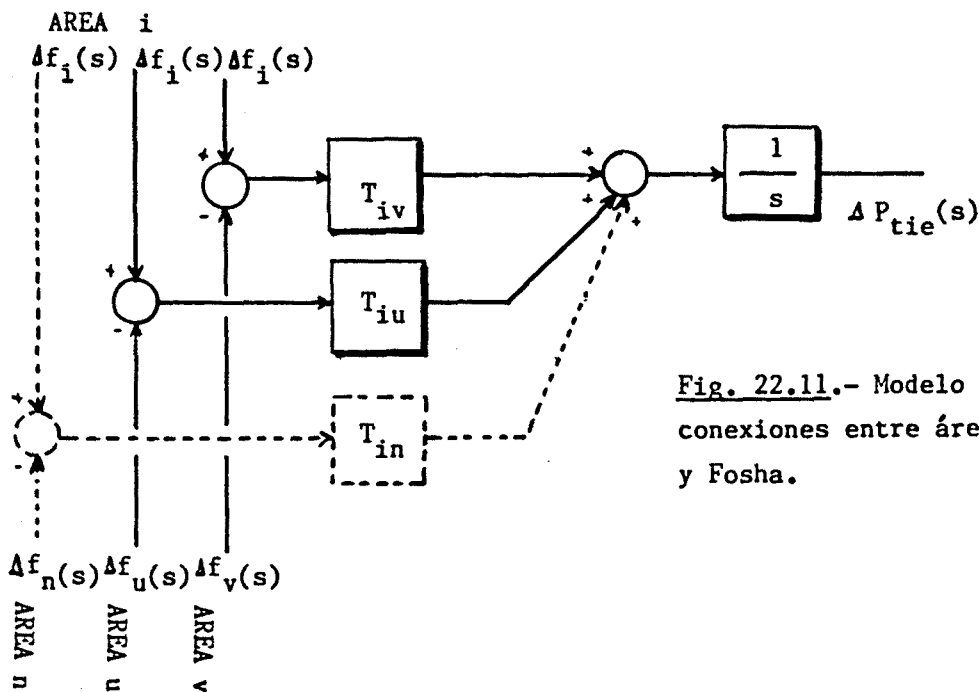 AREA i
Δf_i(s) Δf_i(s) Δf_i(s)
+
-
T_iv
+
+
+
1
s
Δ P_tie(s)
+
-
T_iu
+
-
T_in
Fig. 22.11.- Modelo
conexiones entre áre
y Fosha.
Δf_n(s) Δf_u(s) Δf_v(s)
AREA n
AREA u
AREA v